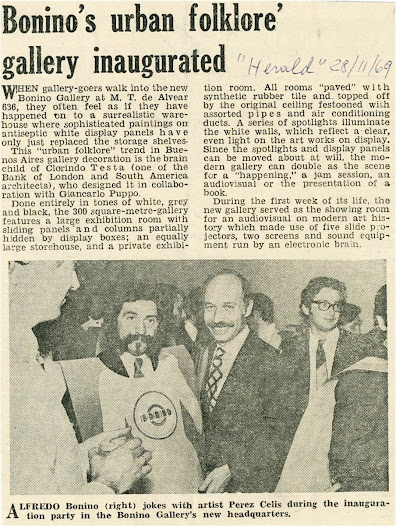 Bonino's urban folklore'
gallery inaugurated
"Herald" 28/11/69
WHEN gallery-goers walk into the new
Bonino Gallery at M. T. de Alvear
636, they often feel as if they have
happened on to a surrealistic ware-
house where sophisticated paintings on
antiseptic white display panels have
only just replaced the storage shelves.
This "urban folklore" trend in Bue-
nos Aires gallery decoration is the brain
child of Clorindo Testa (one of the
Bank of London and South America
architects), who designed it in collabo-
ration with Giancarlo Puppo.
Done entirely in tones of white, grey
and black, the 300 square-metre-gallery
features a large exhibition room with
sliding panels and columns partially
hidden by display boxes; an equally
large storehouse, and a private exhibi-
tion room. All rooms "paved" with
synthetic rubber tile and topped off
by the original ceiling festooned with
assorted pipes and air conditioning
ducts. A series of spotlights illuminate
the white walls, which reflect a clear,
even light on the art works on display.
Since the spotlights and display panels
can be moved about at will, the mo-
dern gallery can double as the scene
for a "happening," a jam session, an
audiovisual or the presentation of a
book.
During the first week of its life, the
new gallery served as the showing room
for an audiovisual on modern art his-
tory which made use of five slide pro-
jectors, two screens and sound equip-
ment run by an electronic brain.
BONINO
ALFREDO Bonino (right) jokes with artist Perez Celis during the inaugura-
tion party in the Bonino Gallery's new headquarters.